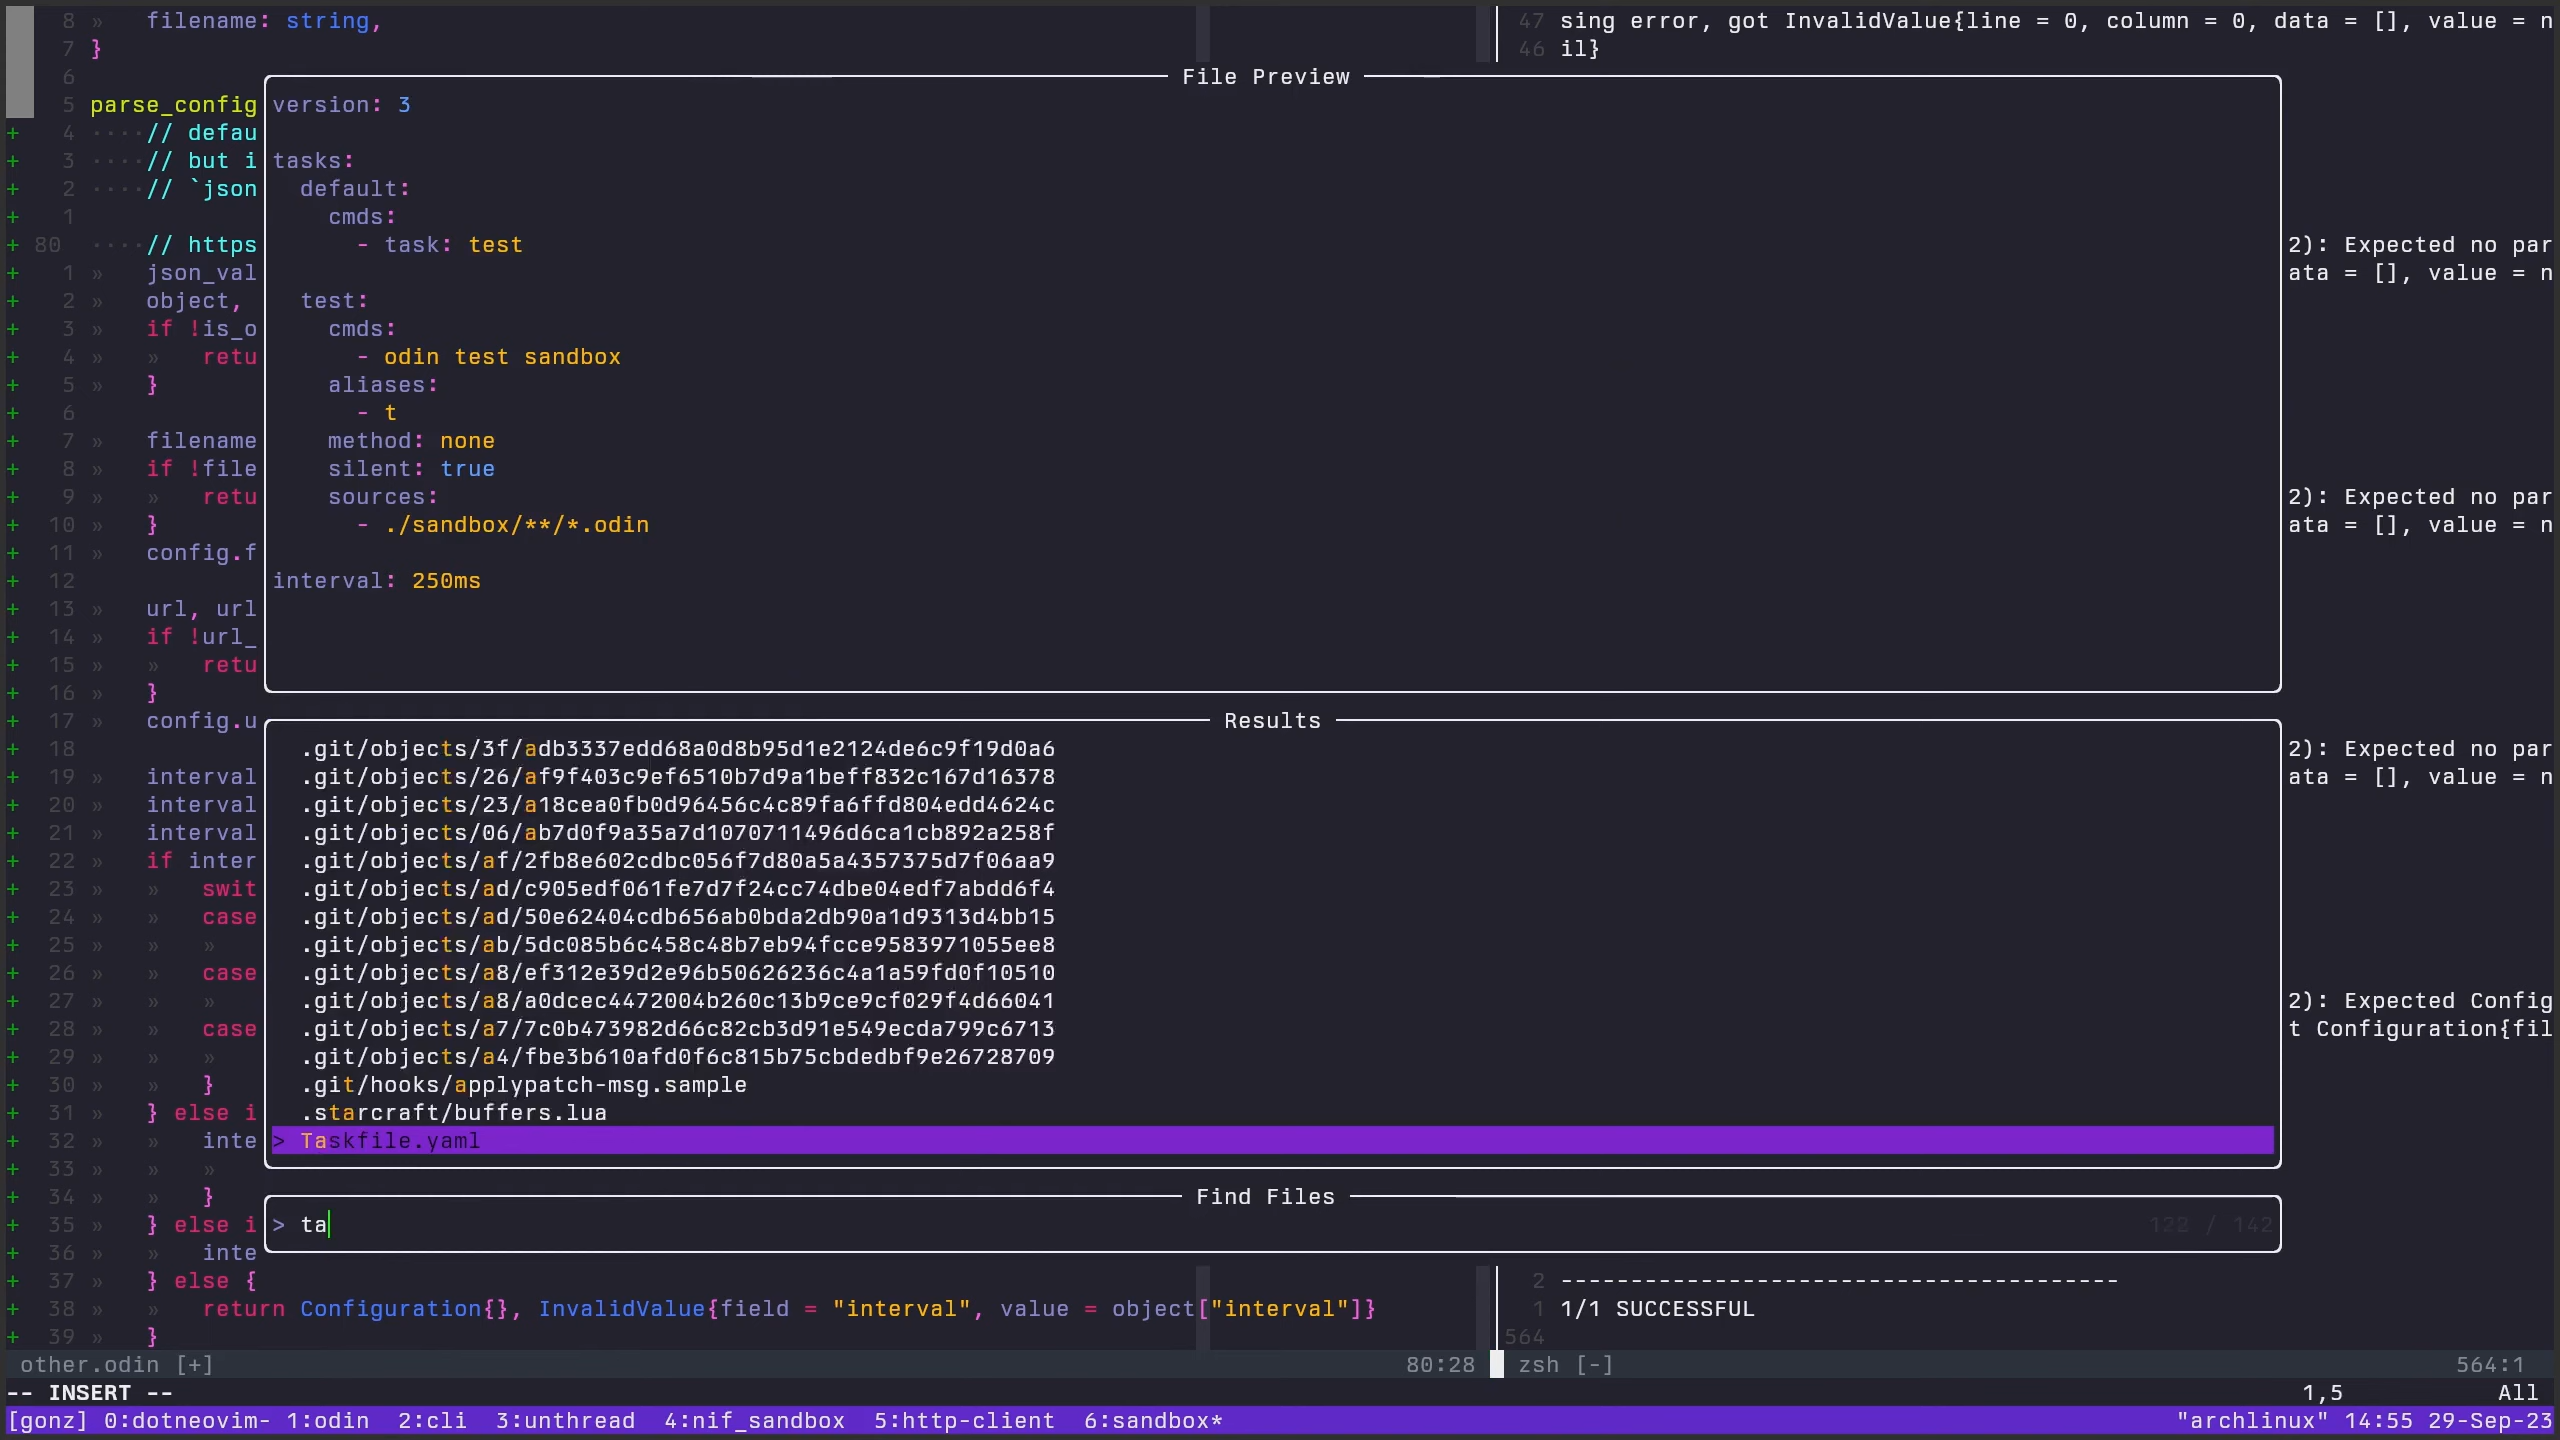 8 »   filename: string,
7 }
6
5 parse_config
+ 4 ····// defau
+ 3 ····// but i
+ 2 ····// `json
+ 1
+ 80 ····// https
+ 1 »   json_val
+ 2 »   object,
+ 3 »   if !is_o
+ 4 »   »   retu
+ 5 »   }
+ 6
+ 7 »   filename
+ 8 »   if !file
+ 9 »   »   retu
+ 10 »   }
+ 11 »   config.f
+ 12
+ 13 »   url, url
+ 14 »   if !url_
+ 15 »   »   retu
+ 16 »   }
+ 17 »   config.u
+ 18
+ 19 »   interval
+ 20 »   interval
+ 21 »   interval
+ 22 »   if inter
+ 23 »   »   swit
+ 24 »   »   case
+ 25 »   »   »
+ 26 »   »   case
+ 27 »   »   »
+ 28 »   »   case
+ 29 »   »   »
+ 30 »   »   }
+ 31 »   } else i
+ 32 »   »   inte
+ 33 »   »   »
+ 34 »   »   }
+ 35 »   } else i
+ 36 »   »   inte
+ 37 »   } else {
+ 38 »   »   return Configuration{}, InvalidValue{field = "interval", value = object["interval"]}
+ 39 »   }
File Preview
version: 3
tasks:
  default:
    cmds:
      - task: test
  test:
    cmds:
      - odin test sandbox
    aliases:
      - t
    method: none
    silent: true
    sources:
      - ./sandbox/**/*.odin
interval: 250ms
Results
.git/objects/3f/adb3337edd68a0d8b95d1e2124de6c9f19d0a6
.git/objects/26/af9f403c9ef6510b7d9a1beff832c167d16378
.git/objects/23/a18cea0fb0d96456c4c89fa6ffd804edd4624c
.git/objects/06/ab7d0f9a35a7d1070711496d6ca1cb892a258f
.git/objects/af/2fb8e602cdbc056f7d80a5a4357375d7f06aa9
.git/objects/ad/c905edf061fe7d7f24cc74dbe04edf7abdd6f4
.git/objects/ad/50e62404cdb656ab0bda2db90a1d9313d4bb15
.git/objects/ab/5dc085b6c458c48b7eb94fcce9583971055ee8
.git/objects/a8/ef312e39d2e96b50626236c4a1a59fd0f10510
.git/objects/a8/a0dcec4472004b260c13b9ce9cf029f4d66041
.git/objects/a7/7c0b473982d66c82cb3d91e549ecda799c6713
.git/objects/a4/fbe3b610afd0f6c815b75cbdedbf9e26728709
.git/hooks/applypatch-msg.sample
.starcraft/buffers.lua
> Taskfile.yaml
Find Files
> ta 122 / 142
47 sing error, got InvalidValue{line = 0, column = 0, data = [], value = n
46 il}
2): Expected no par
ata = [], value = n
2): Expected no par
ata = [], value = n
2): Expected no par
ata = [], value = n
2): Expected Config
t Configuration{fil
2 ----------------------------------------
1 1/1 SUCCESSFUL
564
other.odin [+] 80:28 zsh [-] 564:1
-- INSERT -- 1,5 All
[gonz] 0:dotneovim- 1:odin  2:cli  3:unthread  4:nif_sandbox  5:http-client  6:sandbox* "archlinux" 14:55 29-Sep-23